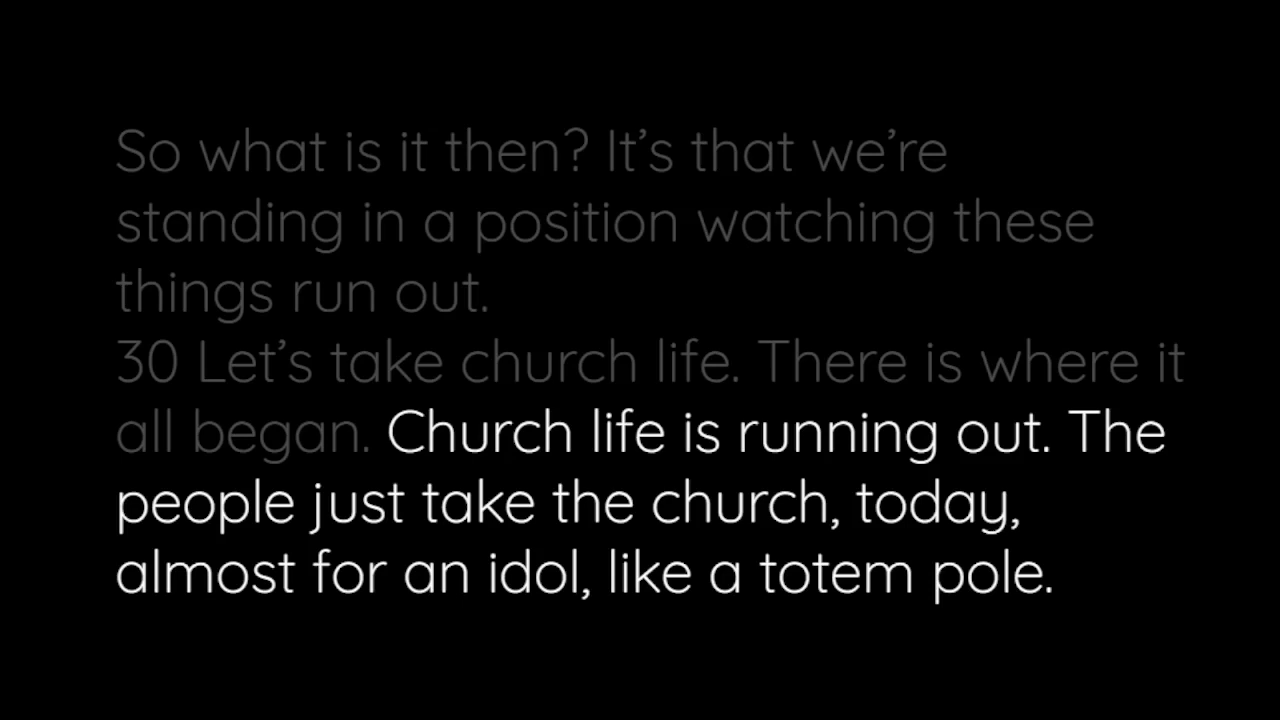 So what is it then? It’s that we’re
standing in a position watching these
things run out.
30 Let’s take church life. There is where it
all began. Church life is running out. The
people just take the church, today,
almost for an idol, like a totem pole.